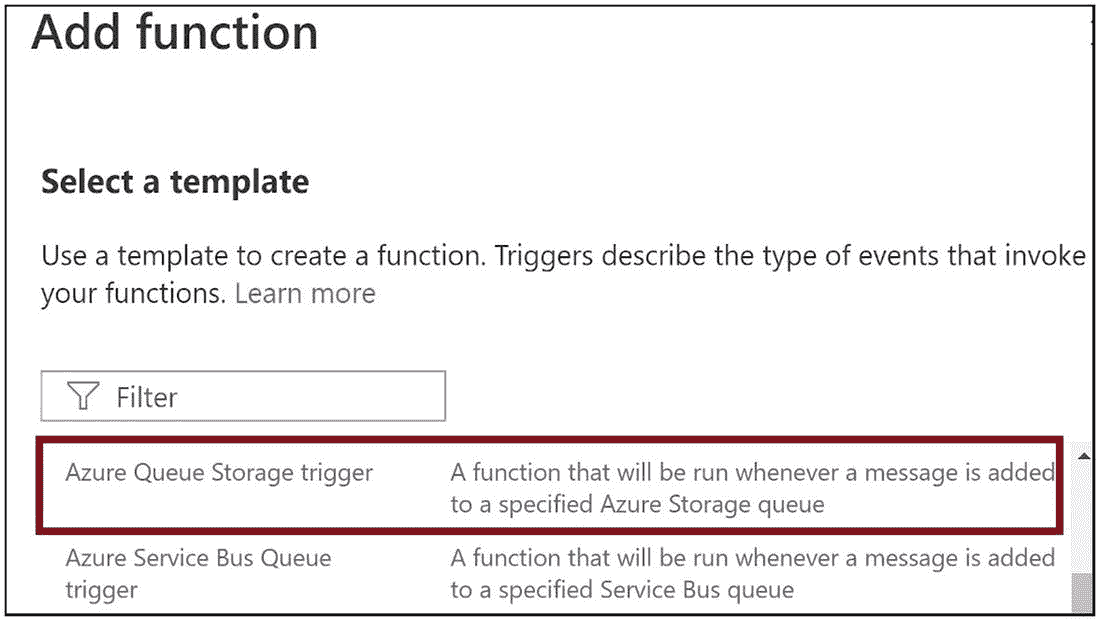 Add function
Select a template
Use a template to create a function. Triggers describe the type of events that invoke
your functions. Learn more
Filter
Azure Queue Storage trigger
A function that will be run whenever a message is added
to a specified Azure Storage queue
Azure Service Bus Queue
trigger
A function that will be run whenever a message is added
to a specified Service Bus queue